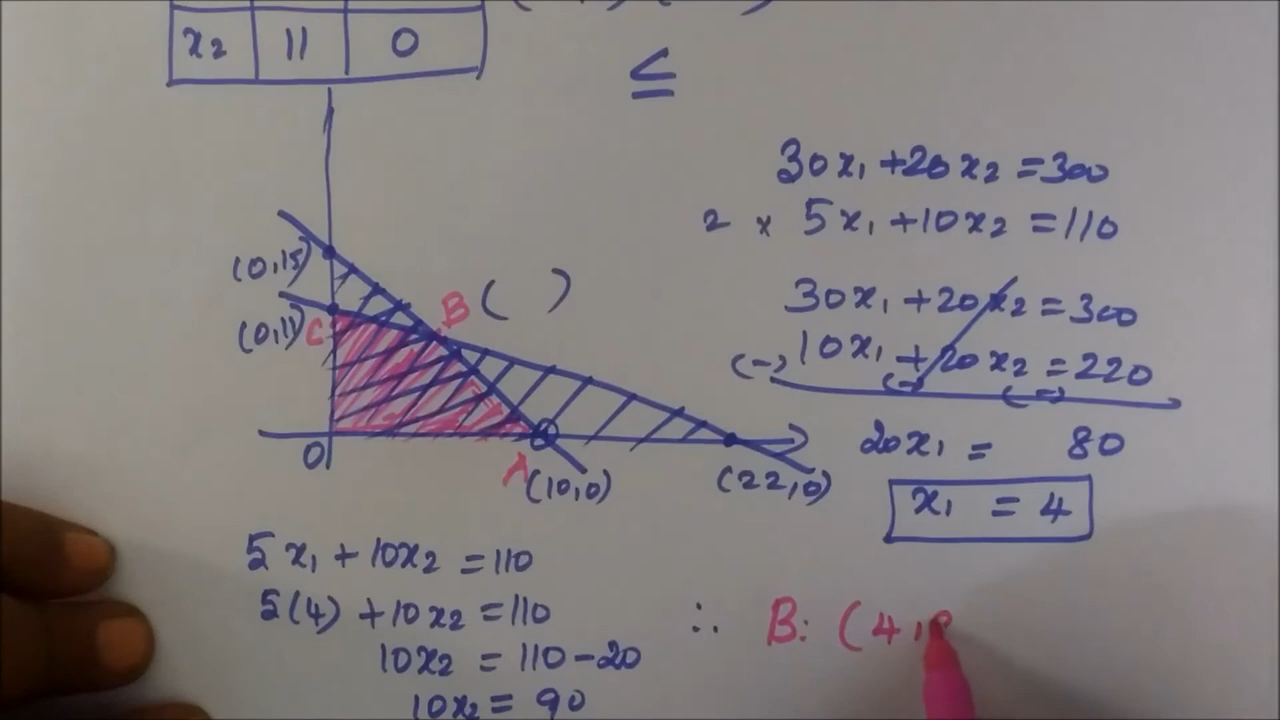 x₂ 11 0
≤
30x₁ + 20x₂ = 300
2 × 5x₁ + 10x₂ = 110
30x₁ + 20x₂ = 300
(-) 10x₁ + 20x₂ = 220
(-) (-)
20x₁ = 80
x₁ = 4
(0,15)
(0,11) C
B ( )
O
A (10,0)
(22,0)
5x₁ + 10x₂ = 110
5(4) + 10x₂ = 110
10x₂ = 110 - 20
10x₂ = 90
∴ B: (4,